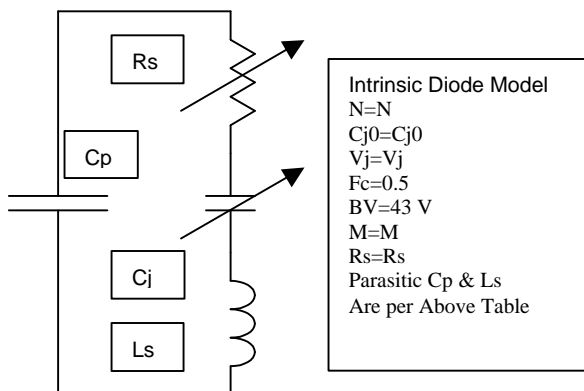 Rs
Cp
Cj
Ls
Intrinsic Diode Model
N=N
Cj0=Cj0
Vj=Vj
Fc=0.5
BV=43 V
M=M
Rs=Rs
Parasitic Cp & Ls
Are per Above Table